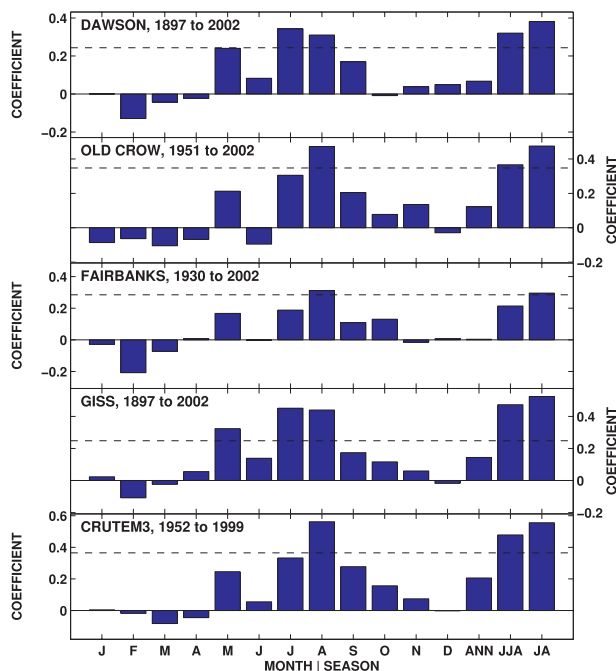 DAWSON, 1897 to 2002
COEFFICIENT
0.4
0.2
0
−0.2
OLD CROW, 1951 to 2002
0.4
0.2
0
COEFFICIENT
FAIRBANKS, 1930 to 2002
COEFFICIENT
0.4
0.2
0
−0.2
GISS, 1897 to 2002
0.4
0.2
0
−0.2
COEFFICIENT
CRUTEM3, 1952 to 1999
COEFFICIENT
0.6
0.4
0.2
0
J F M A M J J A S O N D ANN JJA JA
MONTH | SEASON